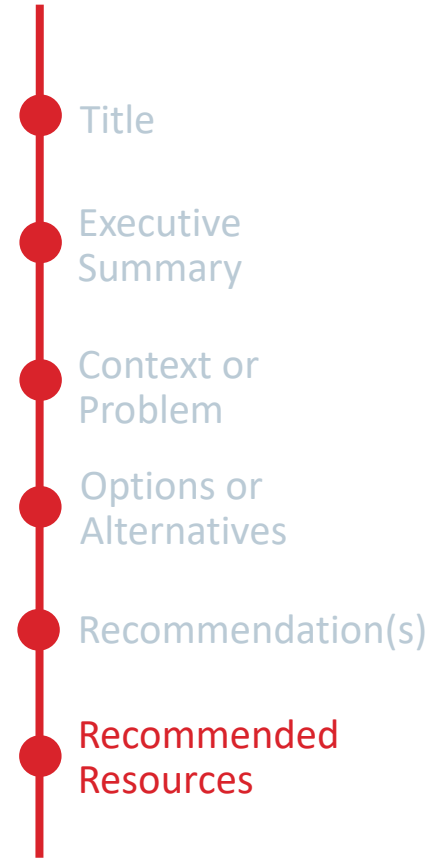 Title
Executive
Summary
Context or
Problem
Options or
Alternatives
Recommendation(s)
Recommended
Resources